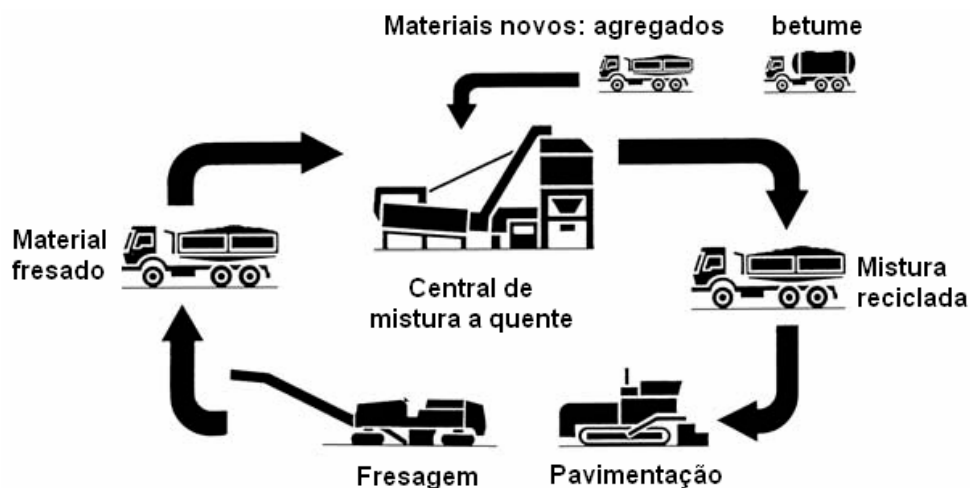 Materiais novos: agregados betume
Material
fresado
Central de
mistura a quente
Mistura
reciclada
Fresagem
Pavimentação